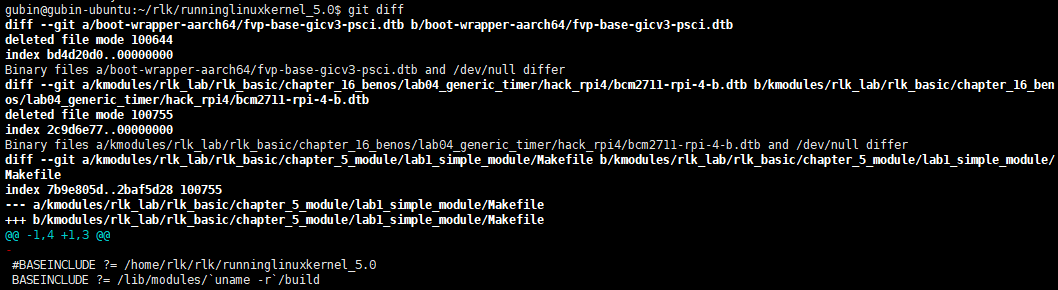 gubin@gubin-ubuntu:~/rlk/runninglinuxkernel_5.0$ git diff
diff --git a/boot-wrapper-aarch64/fvp-base-gicv3-psci.dtb b/boot-wrapper-aarch64/fvp-base-gicv3-psci.dtb
deleted file mode 100644
index bd4d20d0..00000000
Binary files a/boot-wrapper-aarch64/fvp-base-gicv3-psci.dtb and /dev/null differ
diff --git a/kmodules/rlk_lab/rlk_basic/chapter_16_benos/lab04_generic_timer/hack_rpi4/bcm2711-rpi-4-b.dtb b/kmodules/rlk_lab/rlk_basic/chapter_16_ben
os/lab04_generic_timer/hack_rpi4/bcm2711-rpi-4-b.dtb
deleted file mode 100755
index 2c9d6e77..00000000
Binary files a/kmodules/rlk_lab/rlk_basic/chapter_16_benos/lab04_generic_timer/hack_rpi4/bcm2711-rpi-4-b.dtb and /dev/null differ
diff --git a/kmodules/rlk_lab/rlk_basic/chapter_5_module/lab1_simple_module/Makefile b/kmodules/rlk_lab/rlk_basic/chapter_5_module/lab1_simple_module/
Makefile
index 7b9e805d..2baf5d28 100755
--- a/kmodules/rlk_lab/rlk_basic/chapter_5_module/lab1_simple_module/Makefile
+++ b/kmodules/rlk_lab/rlk_basic/chapter_5_module/lab1_simple_module/Makefile
@@ -1,4 +1,3 @@
-
 #BASEINCLUDE ?= /home/rlk/rlk/runninglinuxkernel_5.0
 BASEINCLUDE ?= /lib/modules/`uname -r`/build